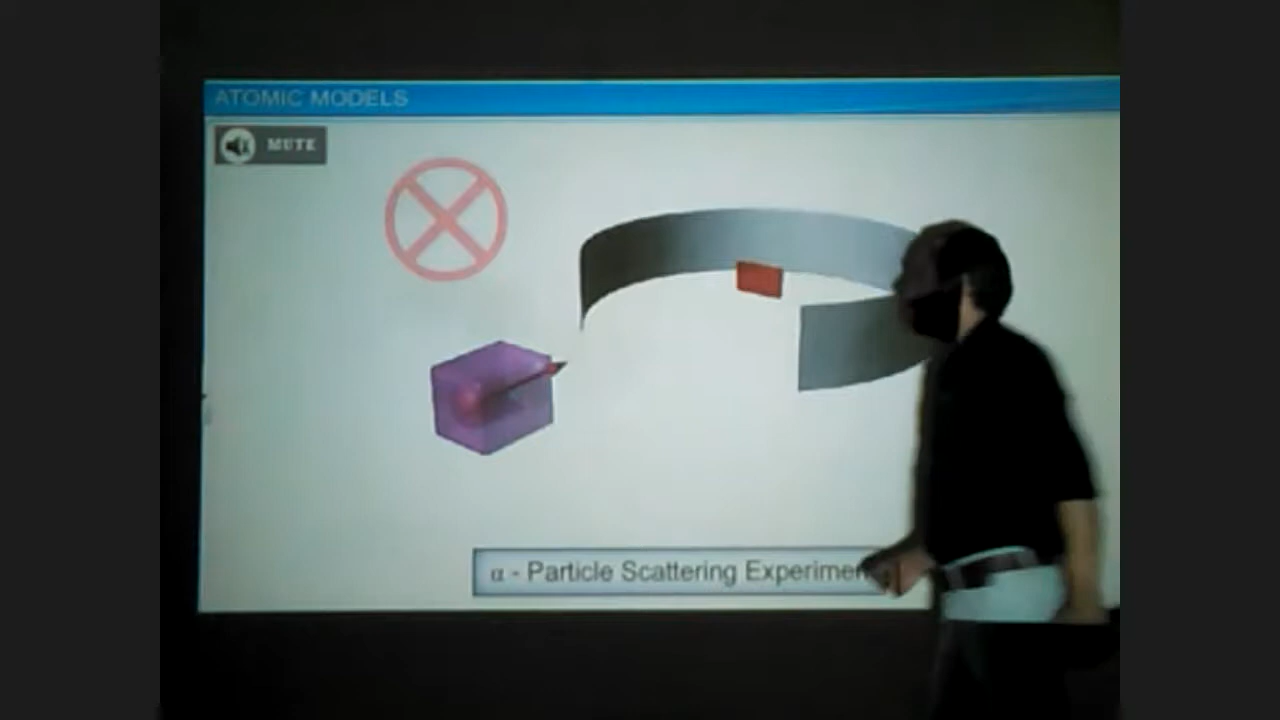 ATOMIC MODELS
MUTE
α - Particle Scattering Experimen